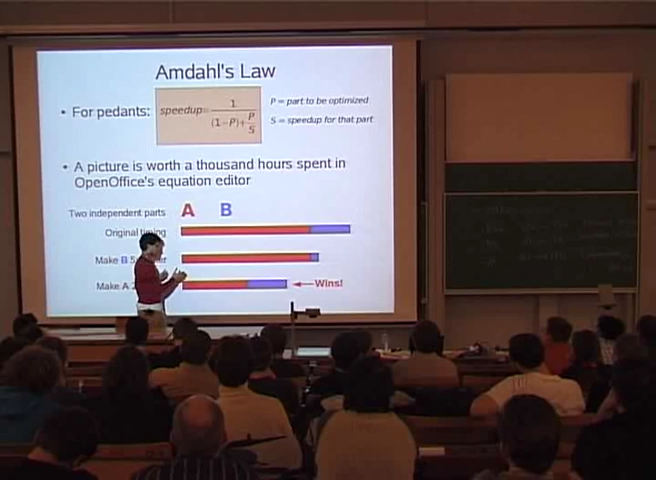 Amdahl's Law
• For pedants: speedup= 1 / (1−P)+ P/S
P = part to be optimized
S = speedup for that part
• A picture is worth a thousand hours spent in
OpenOffice's equation editor
Two independent parts A B
Original timing
Make B 5
Make A
Wins!